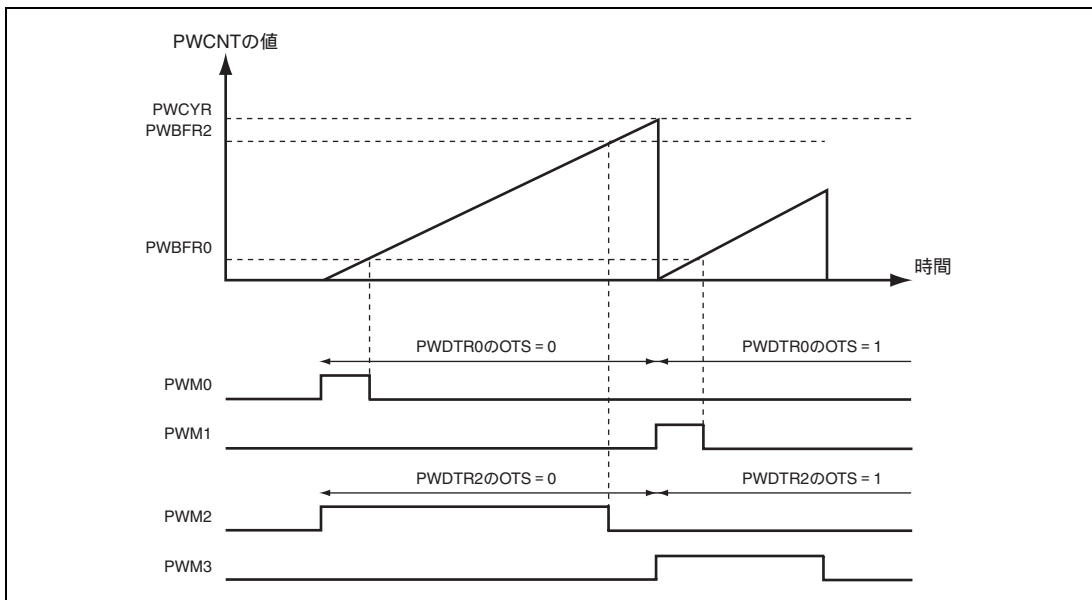 PWCNTの値
PWCYR
PWBFR2
PWBFR0
時間
PWDTR0のOTS = 0
PWDTR0のOTS = 1
PWM0
PWM1
PWDTR2のOTS = 0
PWDTR2のOTS = 1
PWM2
PWM3